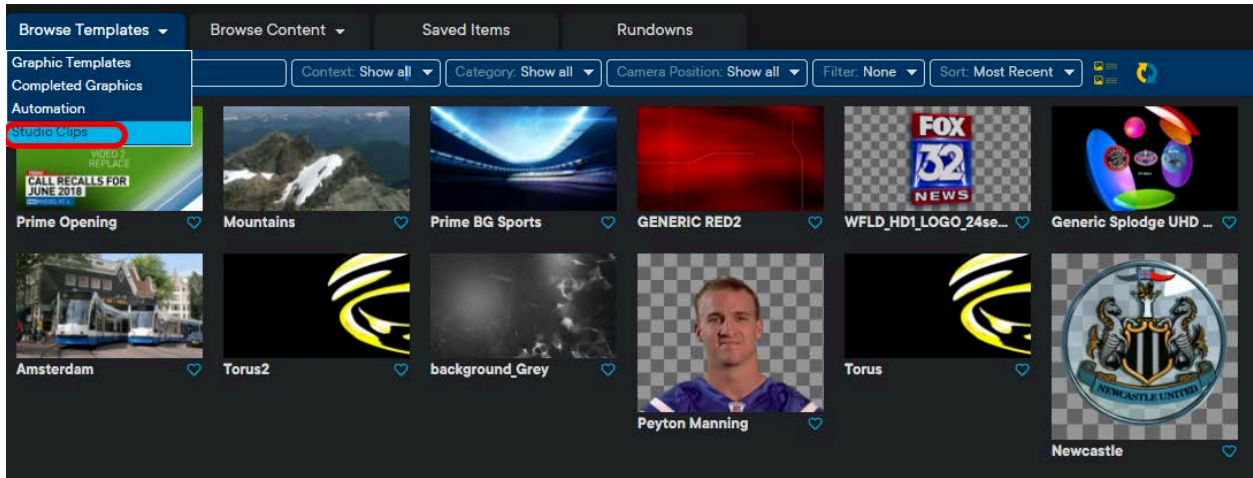 Browse Templates
Browse Content
Saved Items
Rundowns
Graphic Templates
Completed Graphics
Automation
Studio Clips
Context: Show all
Category: Show all
Camera Position: Show all
Filter: None
Sort: Most Recent
VIDEO 2
REPLACE
CALL RECALLS FOR
JUNE 2018
FOX
32
NEWS
Prime Opening
Mountains
Prime BG Sports
GENERIC RED2
WFLD_HD1_LOGO_24se...
Generic Splodge UHD ...
NEWCASTLE UNITED
Amsterdam
Torus2
background_Grey
Peyton Manning
Torus
Newcastle